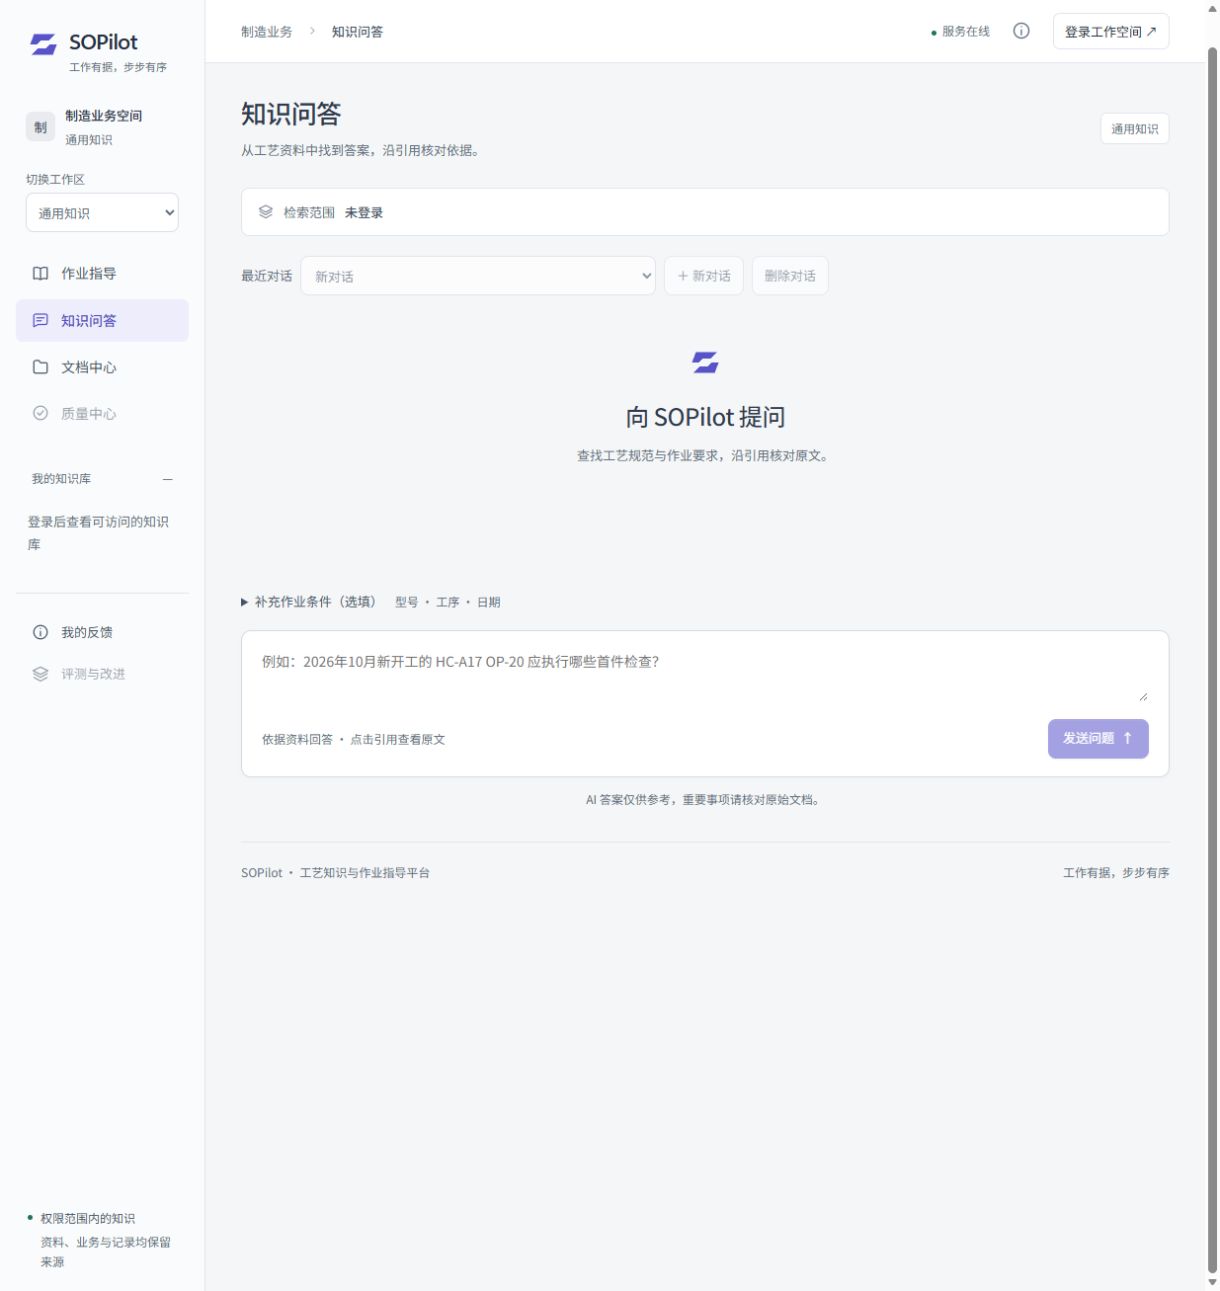 SOPilot
工作有据，步步有序
制
制造业务空间
通用知识
切换工作区
通用知识
作业指导
知识问答
文档中心
质量中心
我的知识库 —
登录后查看可访问的知识
库
我的反馈
评测与改进
权限范围内的知识
资料、业务与记录均保留
来源
制造业务 > 知识问答
服务在线
登录工作空间 ↗
知识问答
从工艺资料中找到答案，沿引用核对依据。
通用知识
检索范围 未登录
最近对话 新对话 + 新对话 删除对话
向 SOPilot 提问
查找工艺规范与作业要求，沿引用核对原文。
▶ 补充作业条件（选填） 型号 · 工序 · 日期
例如：2026年10月新开工的 HC-A17 OP-20 应执行哪些首件检查？
依据资料回答 · 点击引用查看原文
发送问题 ↑
AI 答案仅供参考，重要事项请核对原始文档。
SOPilot · 工艺知识与作业指导平台
工作有据，步步有序